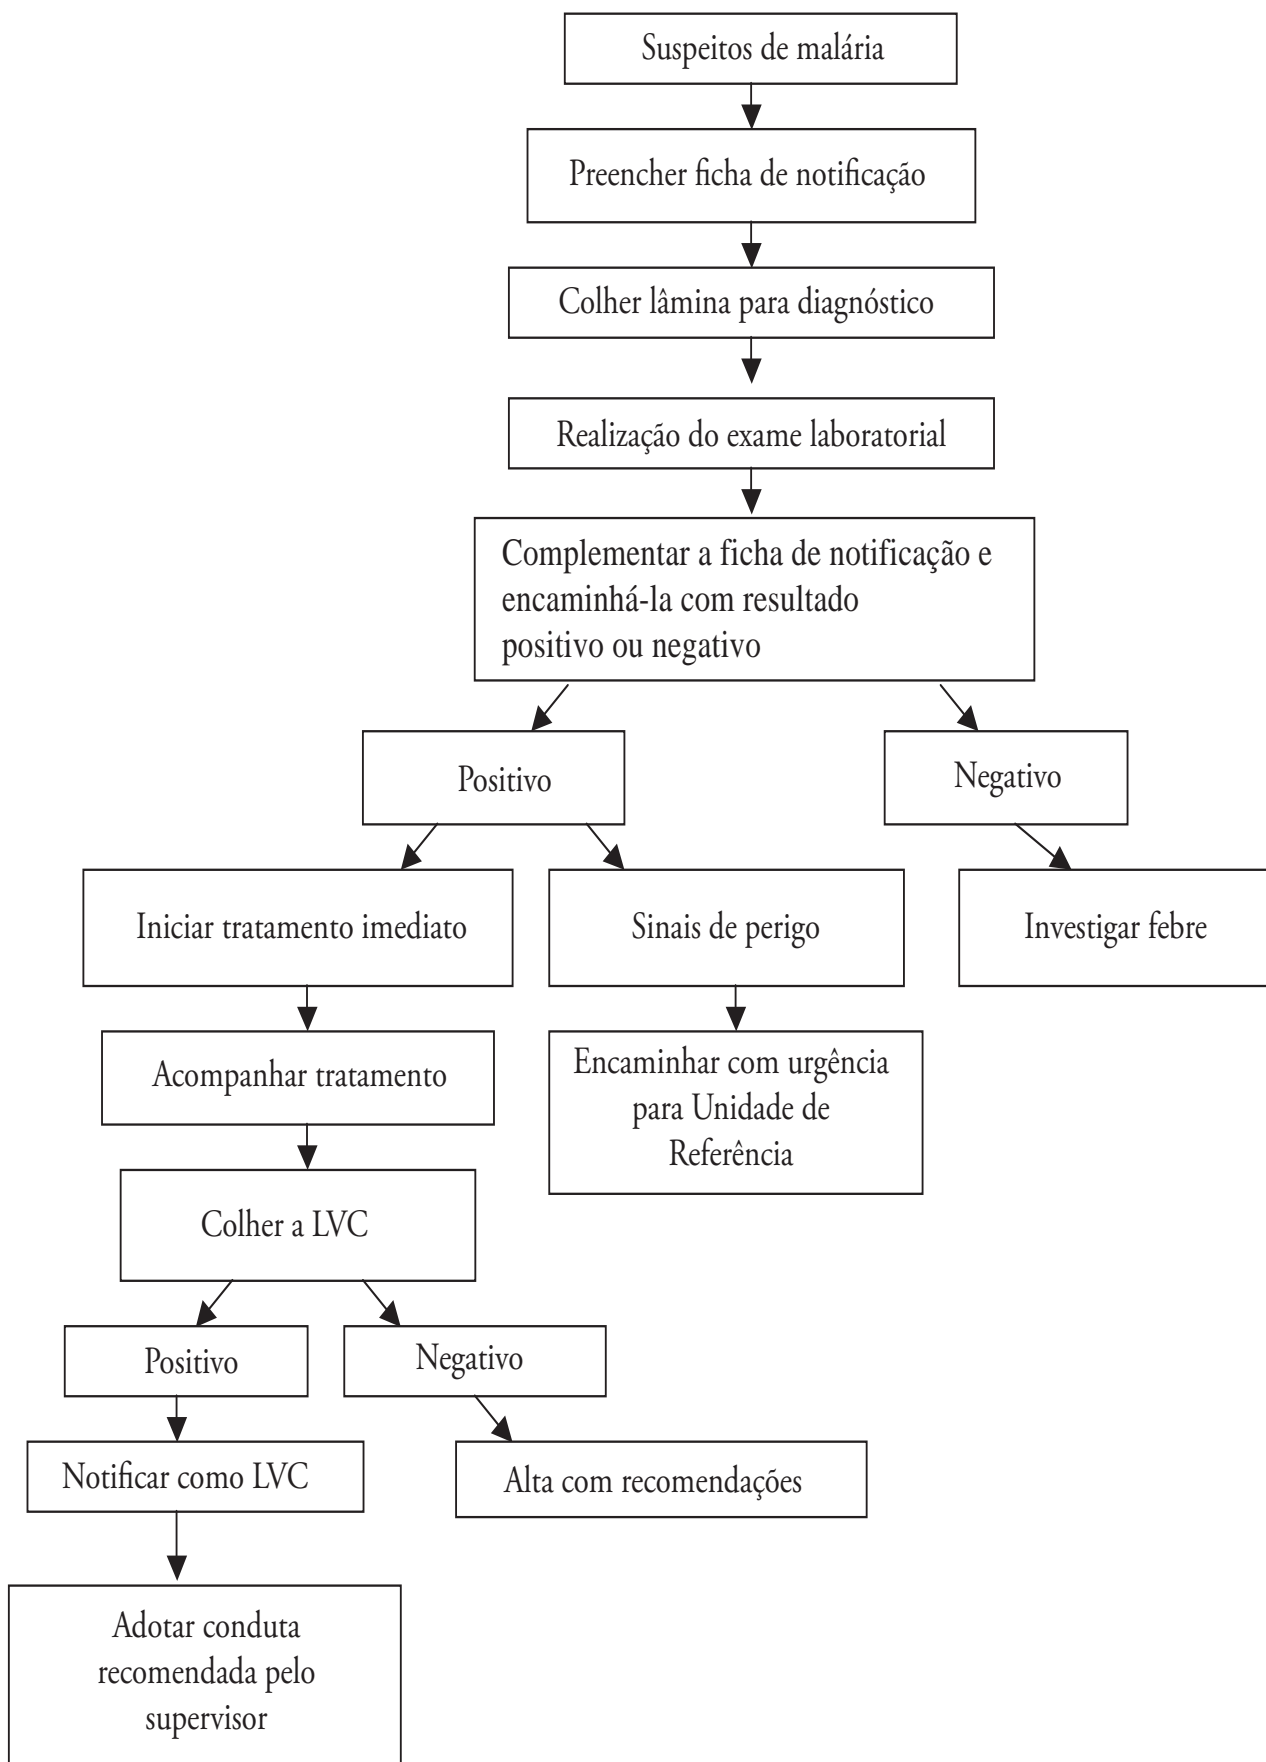 Suspeitos de malária
Preencher ficha de notificação
Colher lâmina para diagnóstico
Realização do exame laboratorial
Complementar a ficha de notificação e
encaminhá-la com resultado
positivo ou negativo
Positivo
Negativo
Iniciar tratamento imediato
Sinais de perigo
Investigar febre
Acompanhar tratamento
Encaminhar com urgência
para Unidade de
Referência
Colher a LVC
Positivo
Negativo
Notificar como LVC
Alta com recomendações
Adotar conduta
recomendada pelo
supervisor